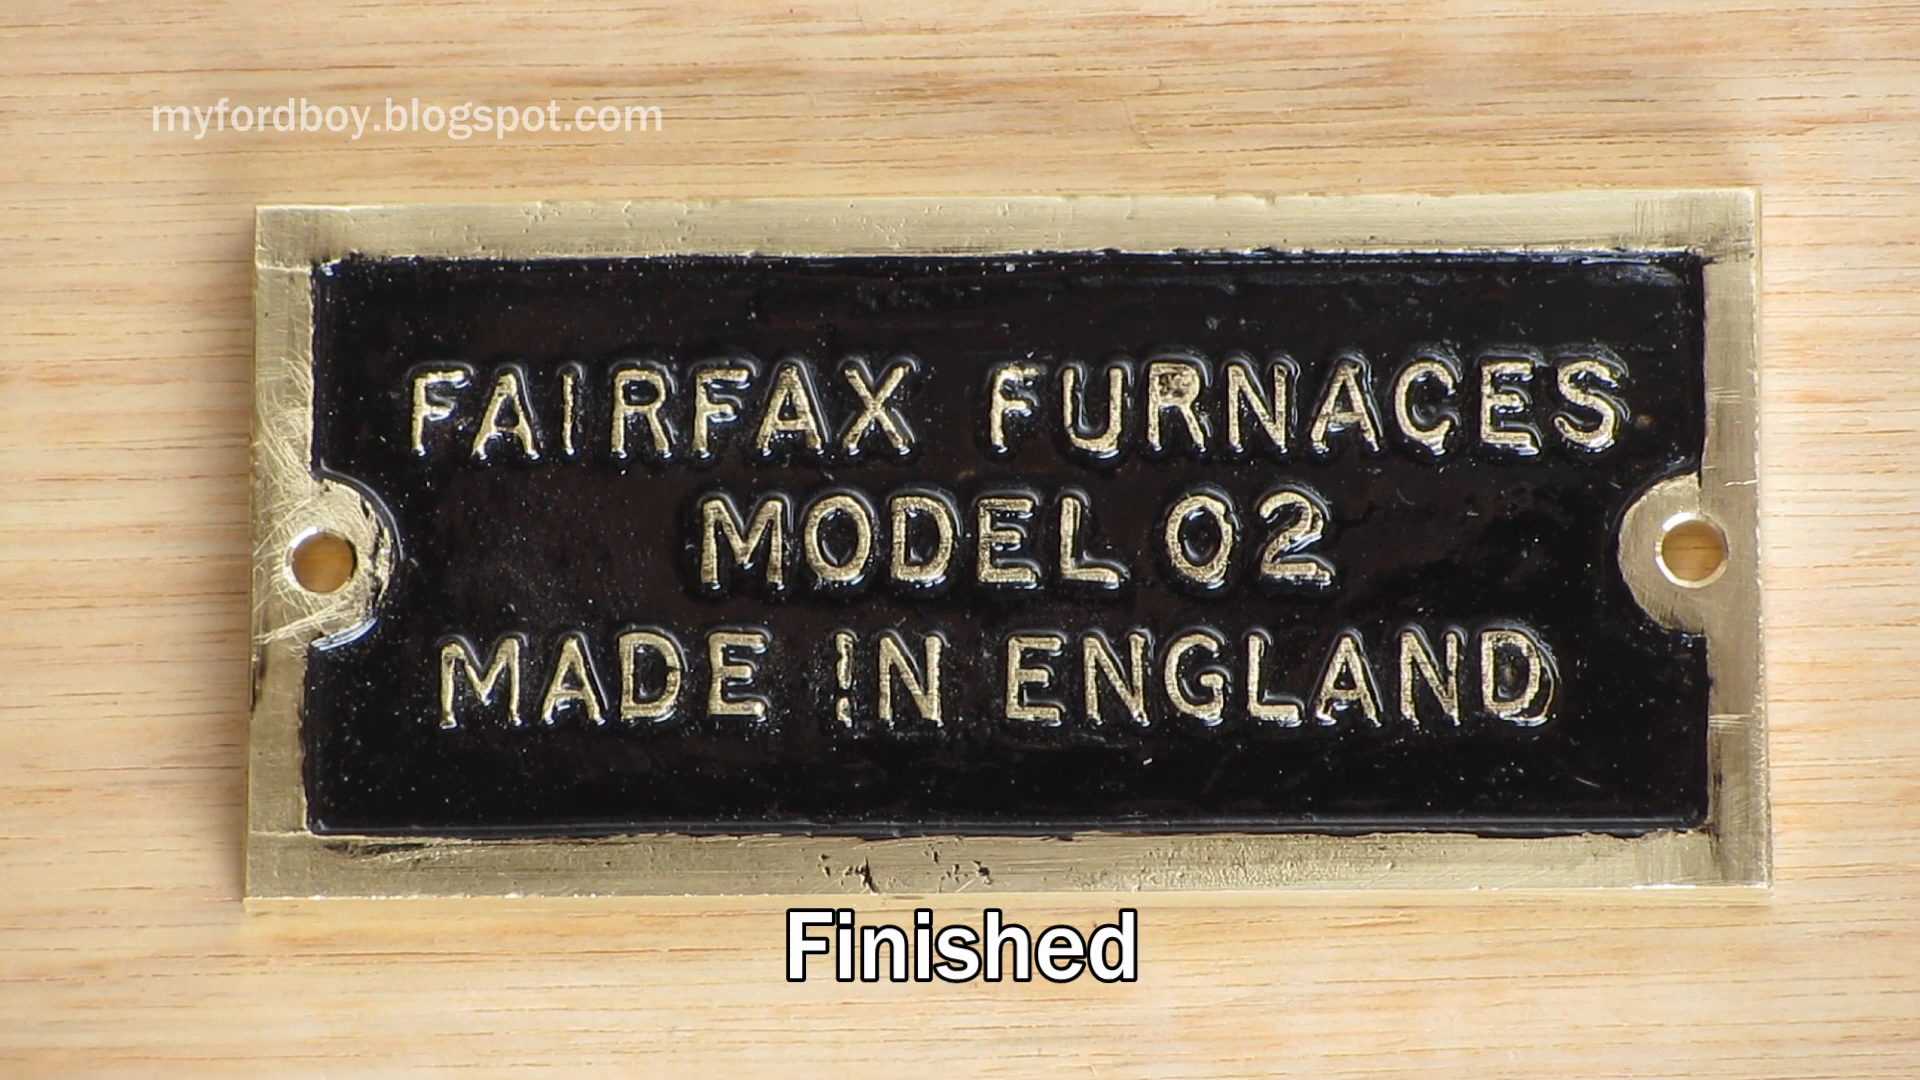 myfordboy.blogspot.com
FAIRFAX FURNACES
MODEL 02
MADE IN ENGLAND
Finished